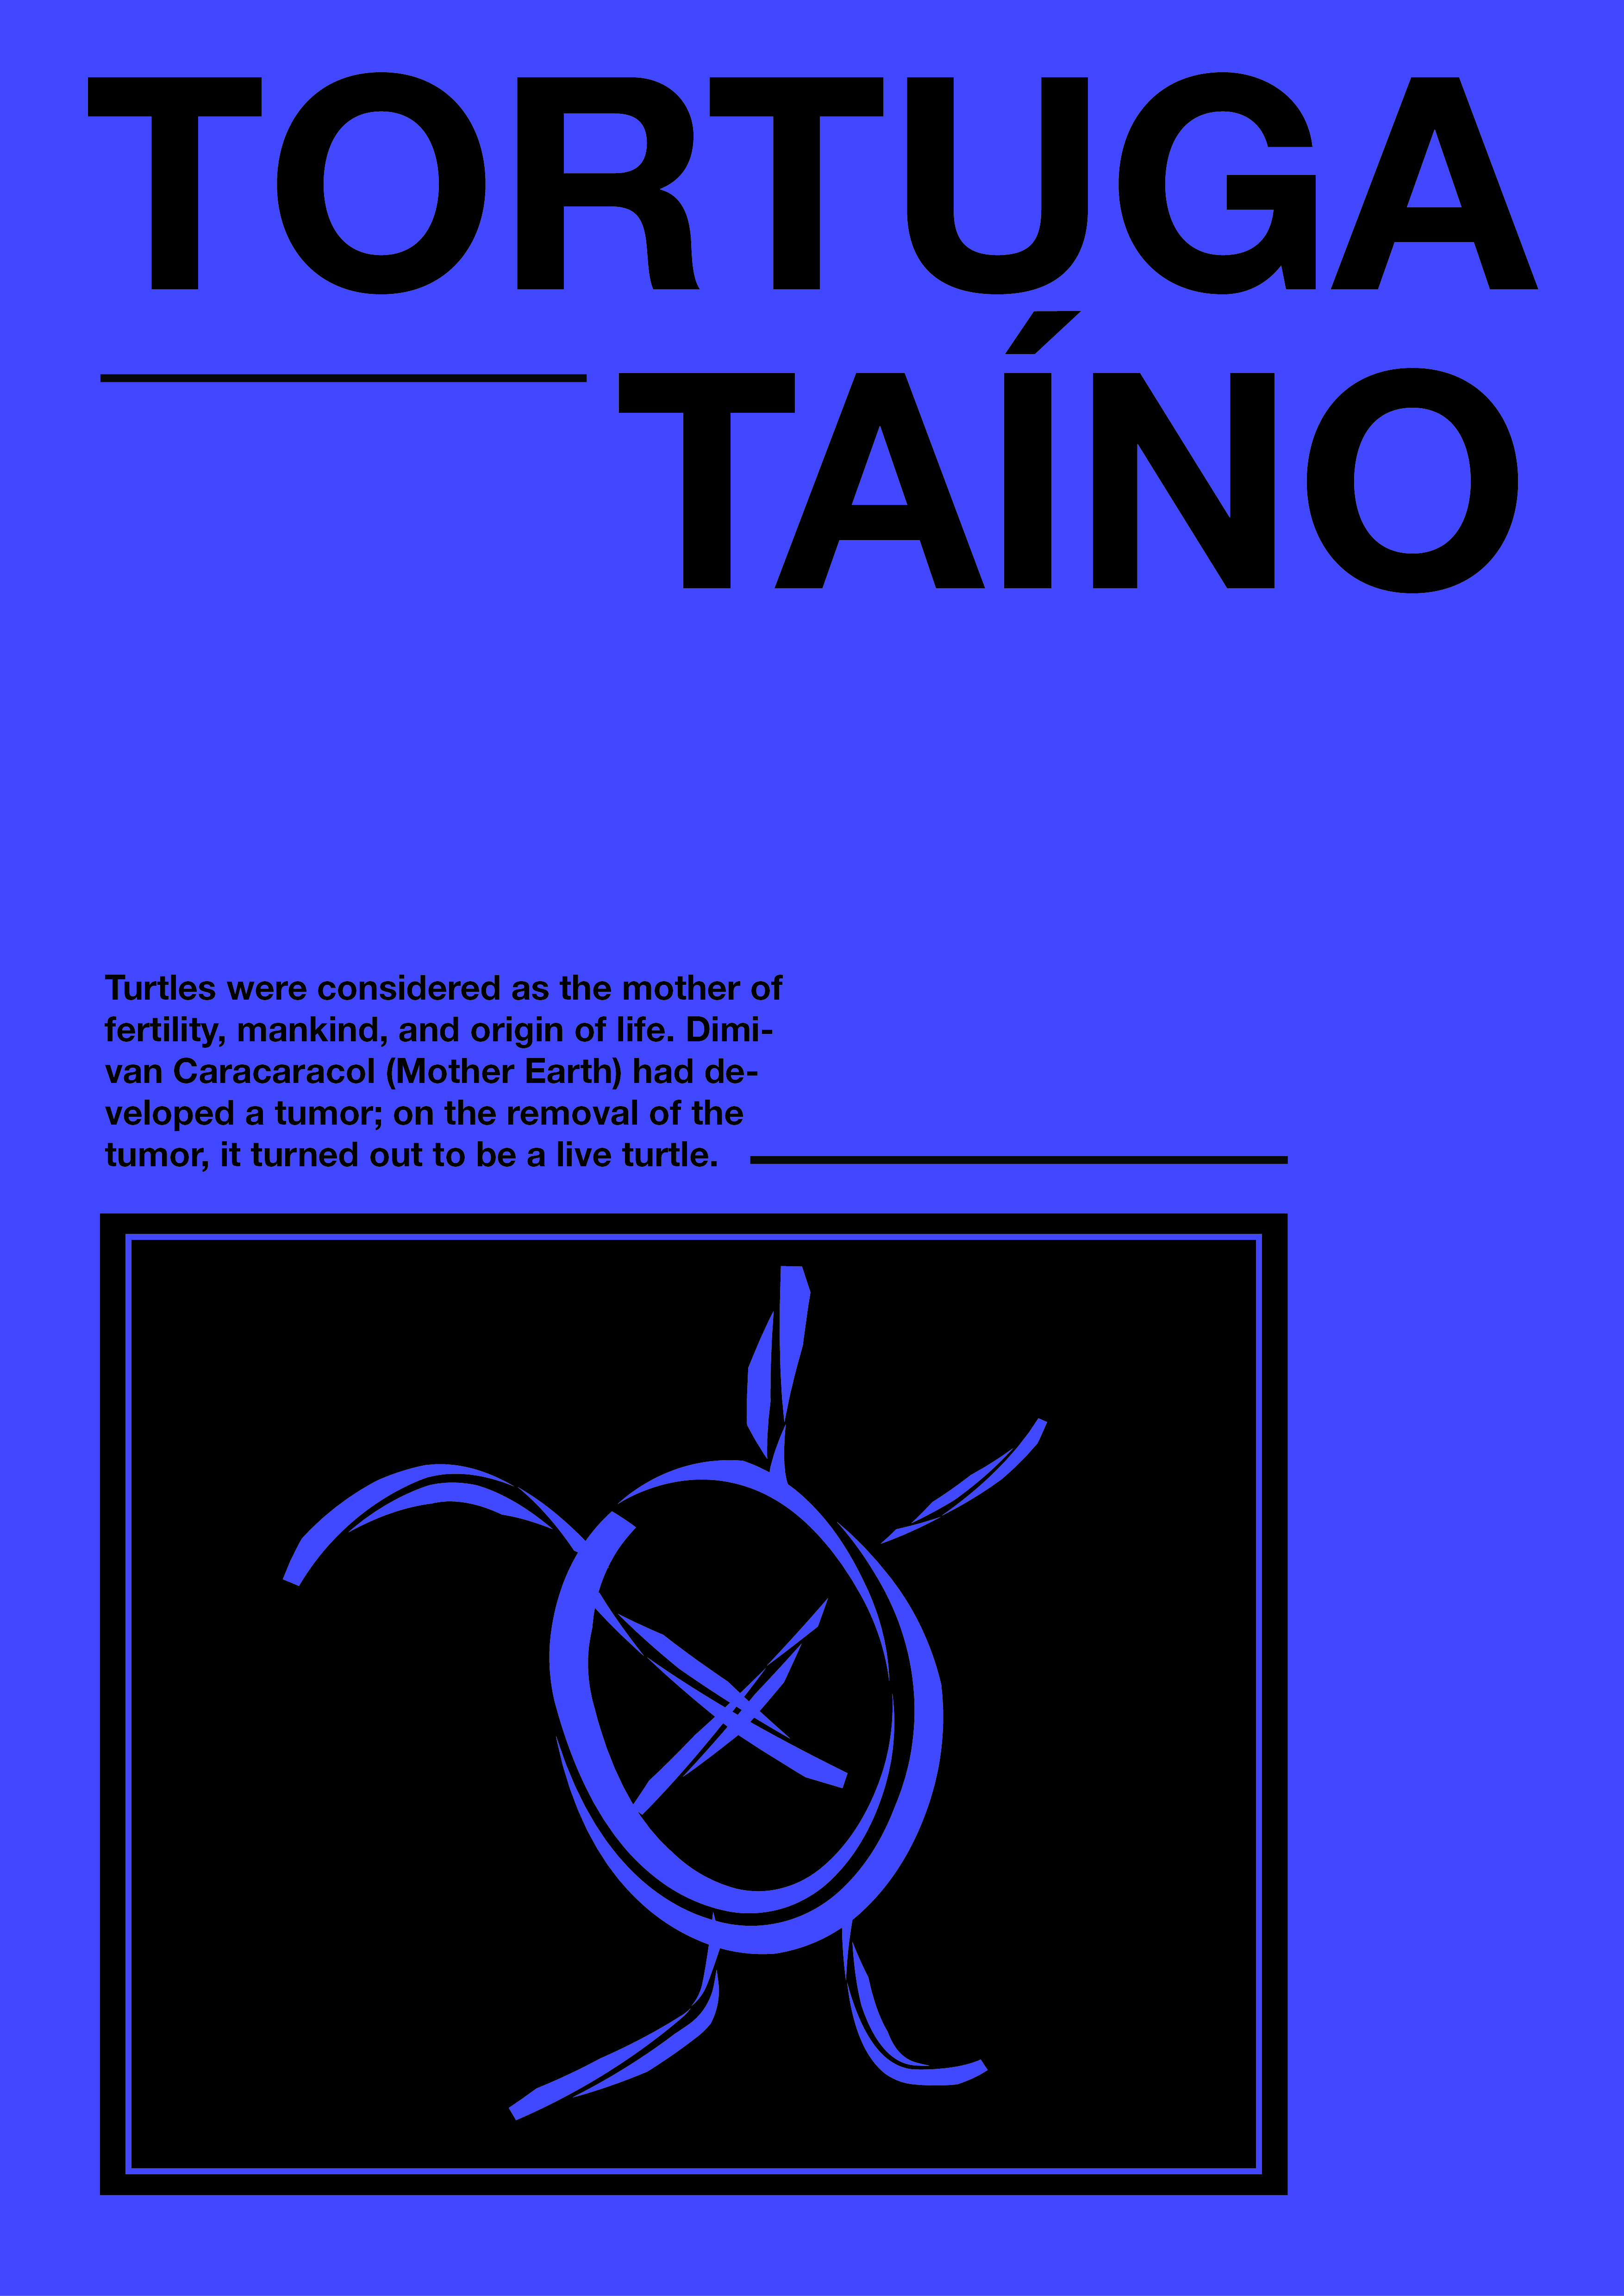 TORTUGA
TAÍNO
Turtles were considered as the mother of
fertility, mankind, and origin of life. Dimi-
van Caracaracol (Mother Earth) had de-
veloped a tumor; on the removal of the
tumor, it turned out to be a live turtle.